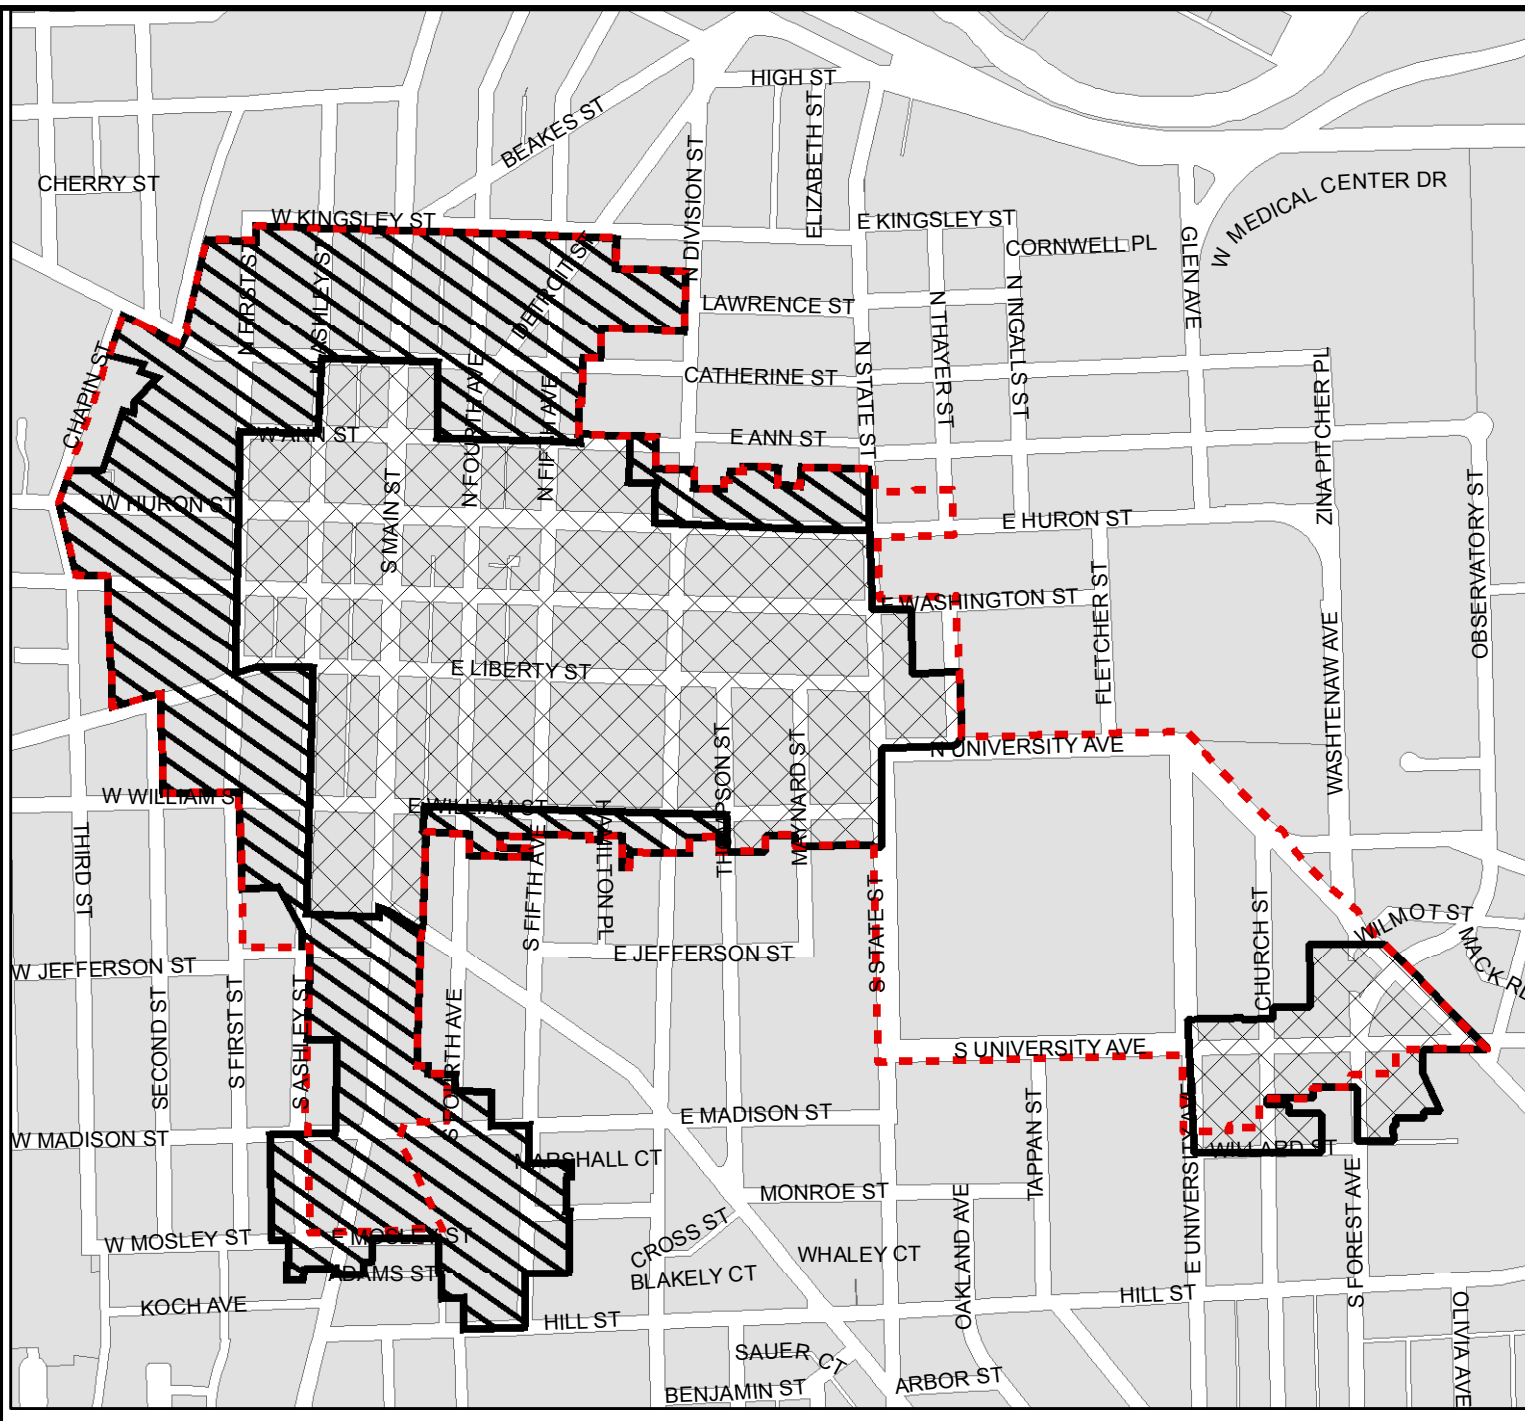 HIGH ST
BEAKES ST
ELIZABETH ST
N DIVISION ST
CHERRY ST
W MEDICAL CENTER DR
W KINGSLEY ST
E KINGSLEY ST
CORNWELL PL
GLEN AVE
N FIRST ST
N ASHLEY ST
DETROIT ST
LAWRENCE ST
N THAYER ST
N INGALLS ST
CHAPIN ST
N FOURTH AVE
N FIFTH AVE
CATHERINE ST
N STATE ST
ZINA PITCHER PL
W ANN ST
E ANN ST
S MAIN ST
W HURON ST
E HURON ST
OBSERVATORY ST
E WASHINGTON ST
FLETCHER ST
WASHTENAW AVE
E LIBERTY ST
THOMPSON ST
MAYNARD ST
N UNIVERSITY AVE
W WILLIAM S
E WILLIAM ST
HAMILTON PL
THIRD ST
S FIFTH AVE
S STATE ST
CHURCH ST
WILMOT ST
MACK RD
W JEFFERSON ST
E JEFFERSON ST
SECOND ST
S FIRST ST
S ASHLEY ST
S FOURTH AVE
S UNIVERSITY AVE
W MADISON ST
E MADISON ST
TAPPAN ST
E UNIVERSITY AVE
WILLARD ST
MARSHALL CT
MONROE ST
OAKLAND AVE
S FOREST AVE
W MOSLEY ST
E MOSLEY ST
CROSS ST
WHALEY CT
ADAMS ST
BLAKELY CT
KOCH AVE
HILL ST
HILL ST
OLIVIA AVE
SAUER CT
BENJAMIN ST
ARBOR ST